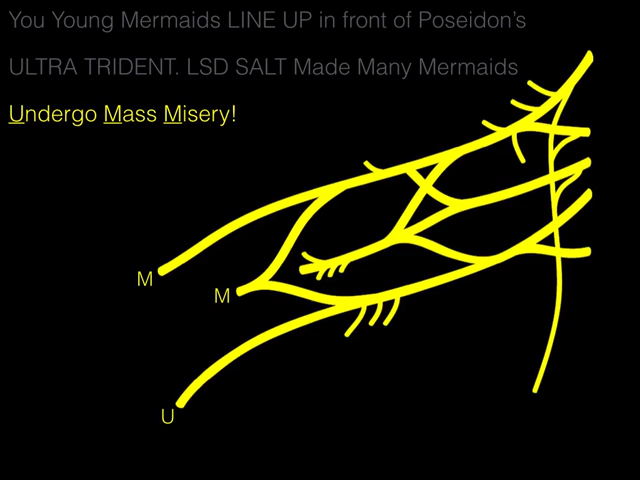 You Young Mermaids LINE UP in front of Poseidon’s
ULTRA TRIDENT. LSD SALT Made Many Mermaids
Undergo Mass Misery!
M
M
U